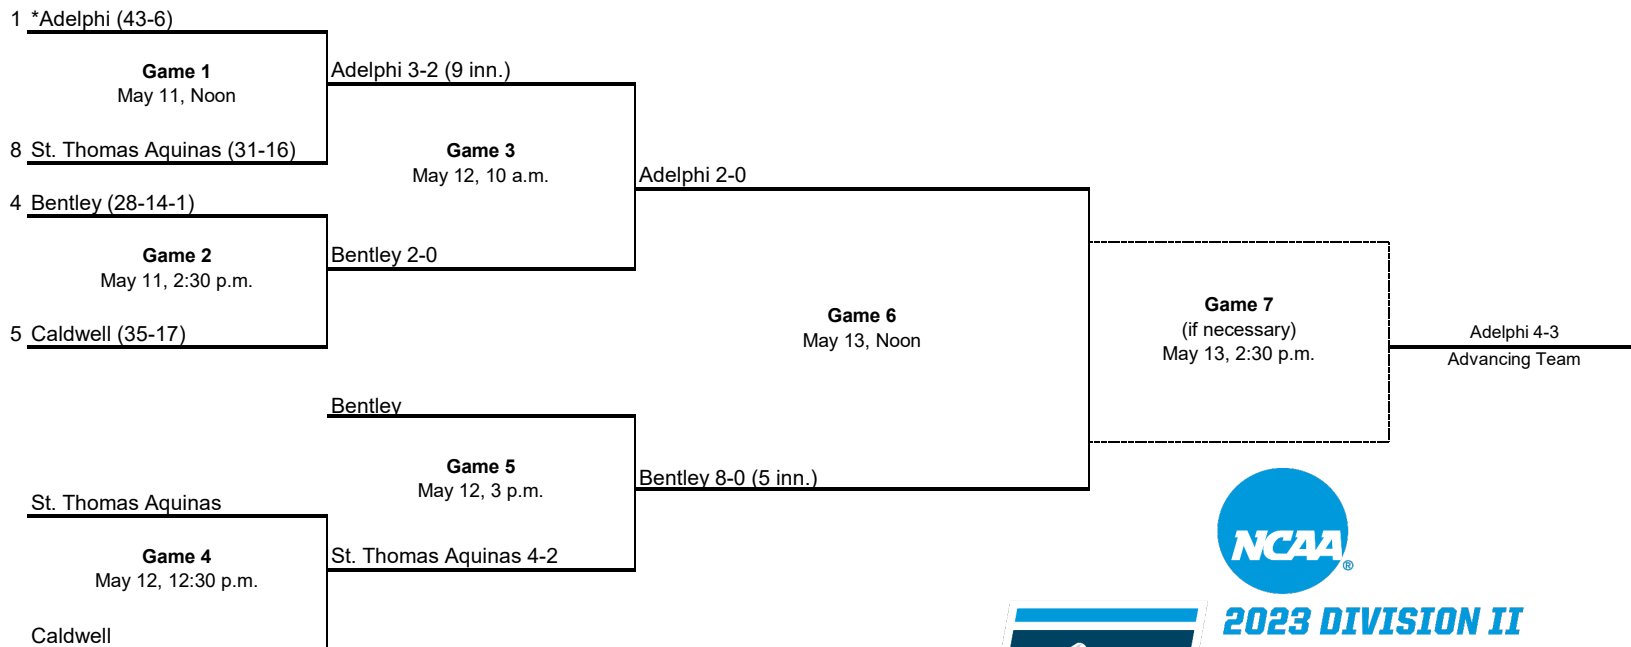 1 *Adelphi (43-6)
Game 1
May 11, Noon
Adelphi 3-2 (9 inn.)
8 St. Thomas Aquinas (31-16)
Game 3
May 12, 10 a.m.
Adelphi 2-0
4 Bentley (28-14-1)
Game 2
May 11, 2:30 p.m.
Bentley 2-0
5 Caldwell (35-17)
Game 6
May 13, Noon
Game 7
(if necessary)
May 13, 2:30 p.m.
Adelphi 4-3
Advancing Team
Bentley
Game 5
May 12, 3 p.m.
Bentley 8-0 (5 inn.)
St. Thomas Aquinas
Game 4
May 12, 12:30 p.m.
St. Thomas Aquinas 4-2
Caldwell
NCAA®
2023 DIVISION II